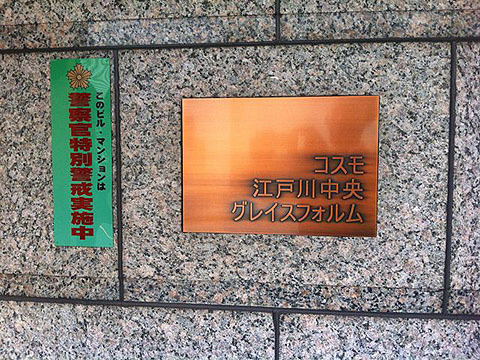 このビル・マンションは
警察官特別警戒実施中
コスモ
江戸川中央
グレイスフォルム